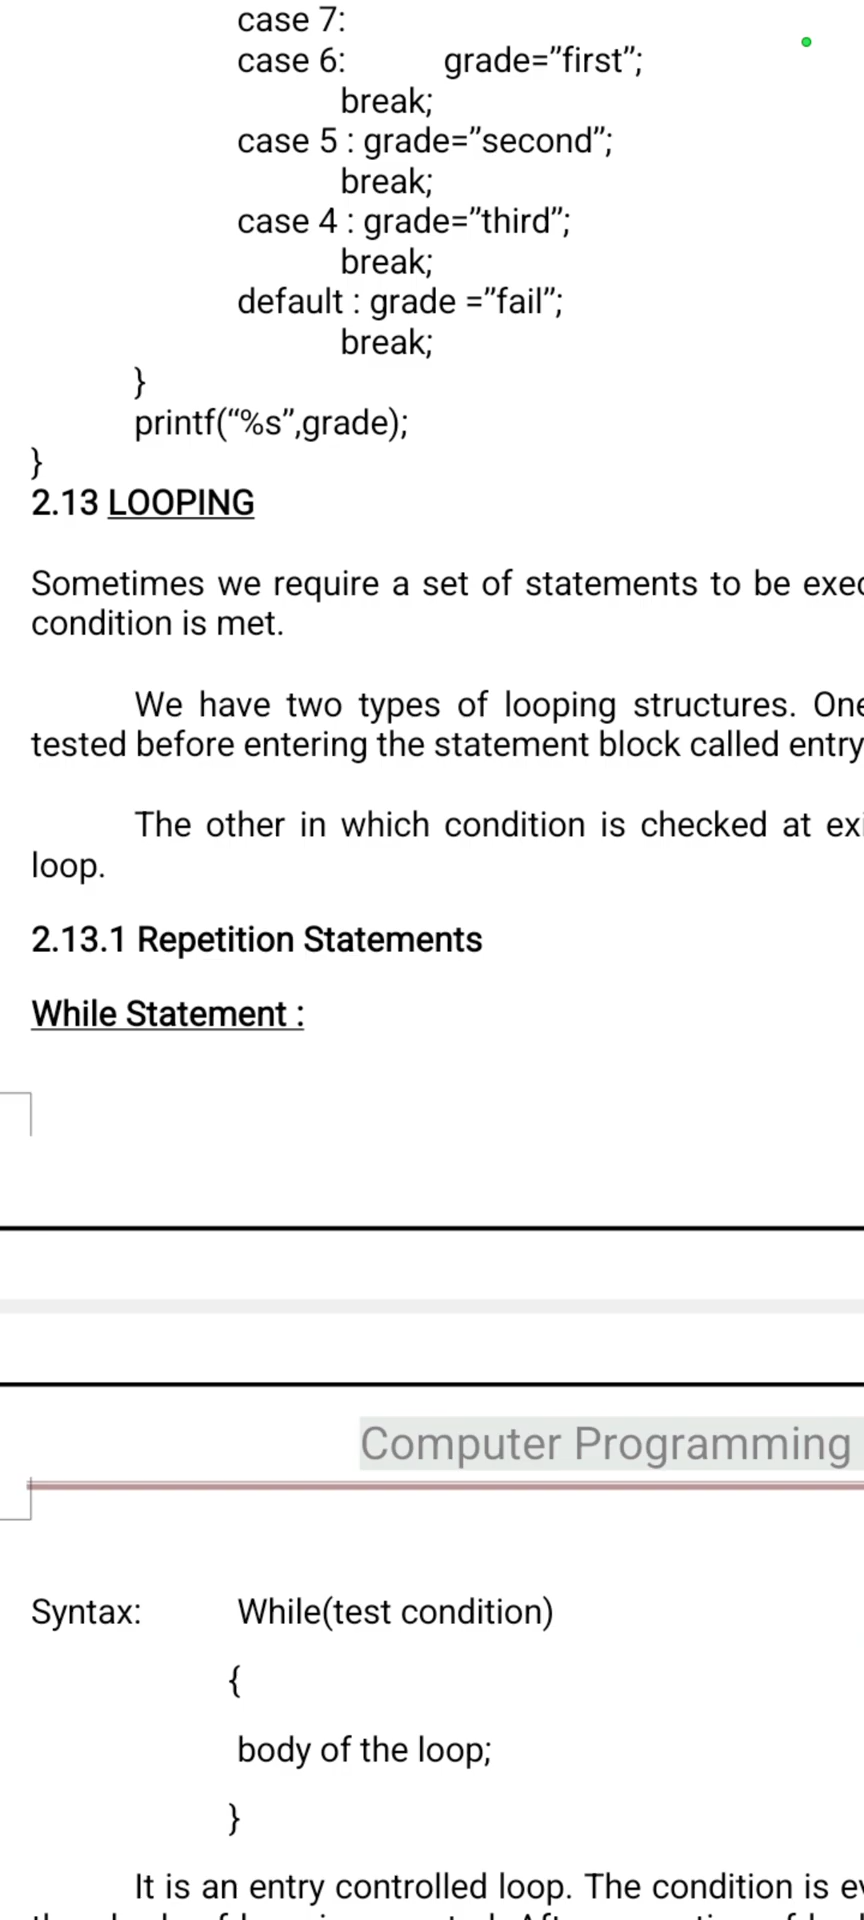 case 7:
case 6: grade=”first”;
break;
case 5 : grade=”second”;
break;
case 4 : grade=”third”;
break;
default : grade =”fail”;
break;
}
printf(“%s”,grade);
}
2.13 LOOPING
Sometimes we require a set of statements to be
condition is met.
We have two types of looping structures. One
tested before entering the statement block called entry
The other in which condition is checked at
loop.
2.13.1 Repetition Statements
While Statement :
Computer Programming
Syntax: While(test condition)
{
body of the loop;
}
It is an entry controlled loop. The condition is